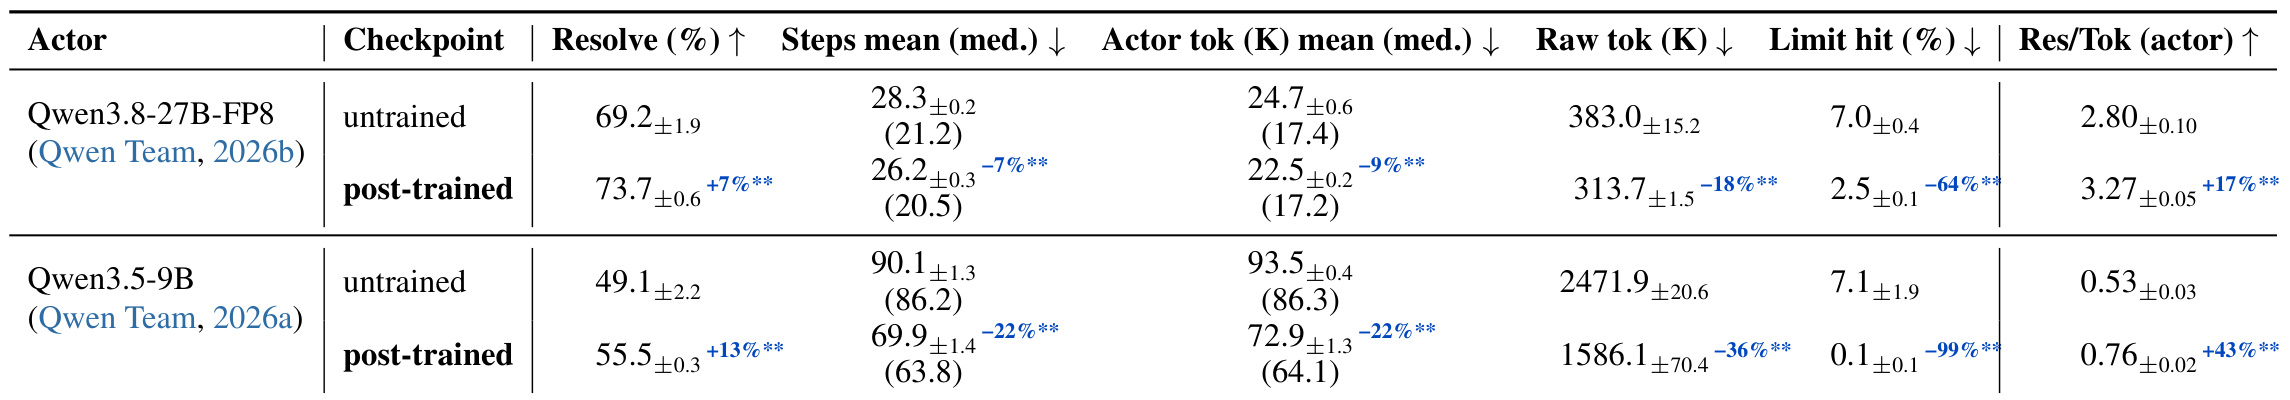 Actor Checkpoint Resolve (%) ↑ Steps mean (med.) ↓ Actor tok (K) mean (med.) ↓ Raw tok (K) ↓ Limit hit (%) ↓ Res/Tok (actor) ↑
Qwen3.8-27B-FP8 (Qwen Team, 2026b) untrained 69.2±1.9 28.3±0.2 (21.2) 24.7±0.6 (17.4) 383.0±15.2 7.0±0.4 2.80±0.10
post-trained 73.7±0.6 +7%** 26.2±0.3 −7%** (20.5) 22.5±0.2 −9%** (17.2) 313.7±1.5 −18%** 2.5±0.1 −64%** 3.27±0.05 +17%**
Qwen3.5-9B (Qwen Team, 2026a) untrained 49.1±2.2 90.1±1.3 (86.2) 93.5±0.4 (86.3) 2471.9±20.6 7.1±1.9 0.53±0.03
post-trained 55.5±0.3 +13%** 69.9±1.4 −22%** (63.8) 72.9±1.3 −22%** (64.1) 1586.1±70.4 −36%** 0.1±0.1 −99%** 0.76±0.02 +43%**